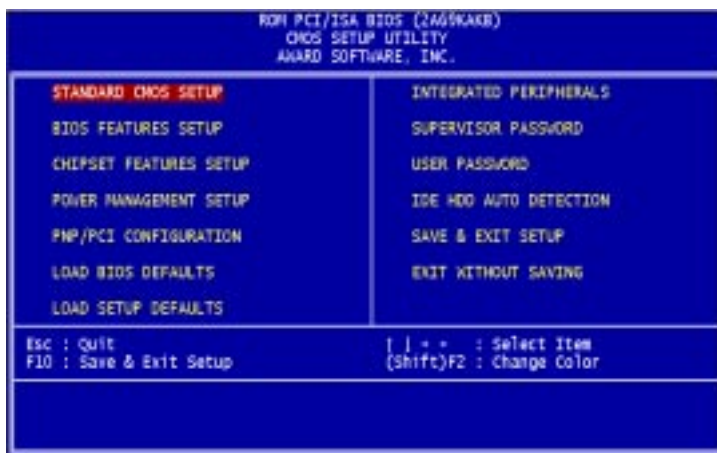 ROM PCI/ISA BIOS (2AG9KAKB)
CMOS SETUP UTILITY
AWARD SOFTWARE, INC.
STANDARD CMOS SETUP
BIOS FEATURES SETUP
CHIPSET FEATURES SETUP
POWER MANAGEMENT SETUP
PNP/PCI CONFIGURATION
LOAD BIOS DEFAULTS
LOAD SETUP DEFAULTS
INTEGRATED PERIPHERALS
SUPERVISOR PASSWORD
USER PASSWORD
IDE HDD AUTO DETECTION
SAVE & EXIT SETUP
EXIT WITHOUT SAVING
Esc : Quit
F10 : Save & Exit Setup
: Select Item
(Shift)F2 : Change Color